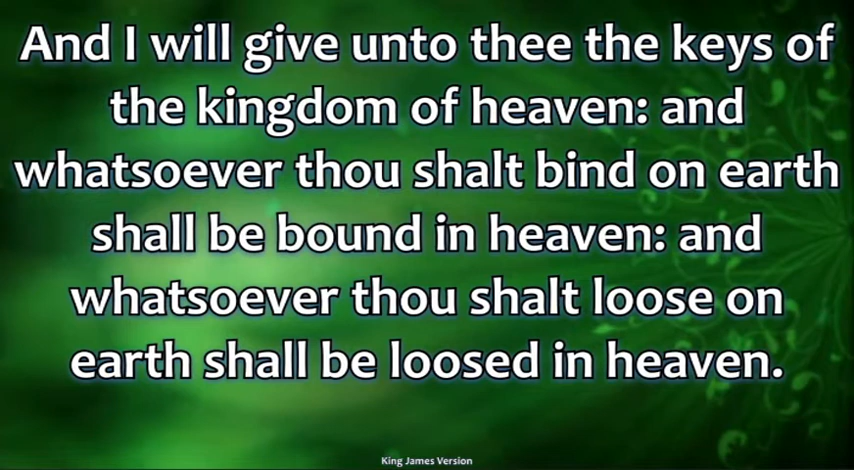 And I will give unto thee the keys of
the kingdom of heaven: and
whatsoever thou shalt bind on earth
shall be bound in heaven: and
whatsoever thou shalt loose on
earth shall be loosed in heaven.
King James Version